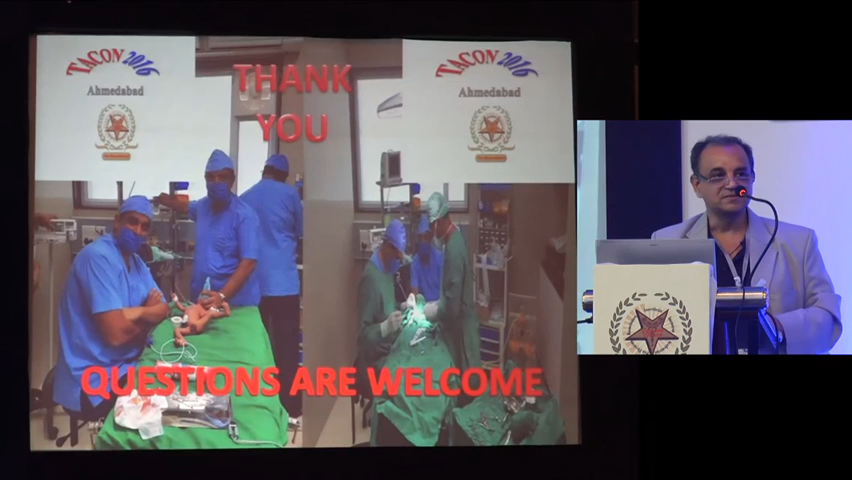 TACON 2016
Ahmedabad
THANK
YOU
TACON 2016
Ahmedabad
QUESTIONS ARE WELCOME